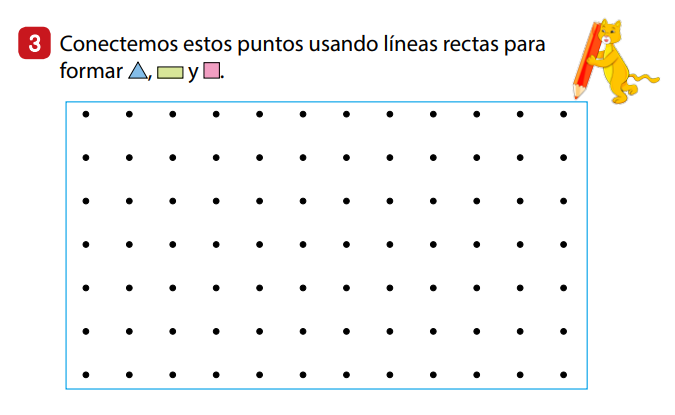 3 Conectemos estos puntos usando líneas rectas para
formar , y .